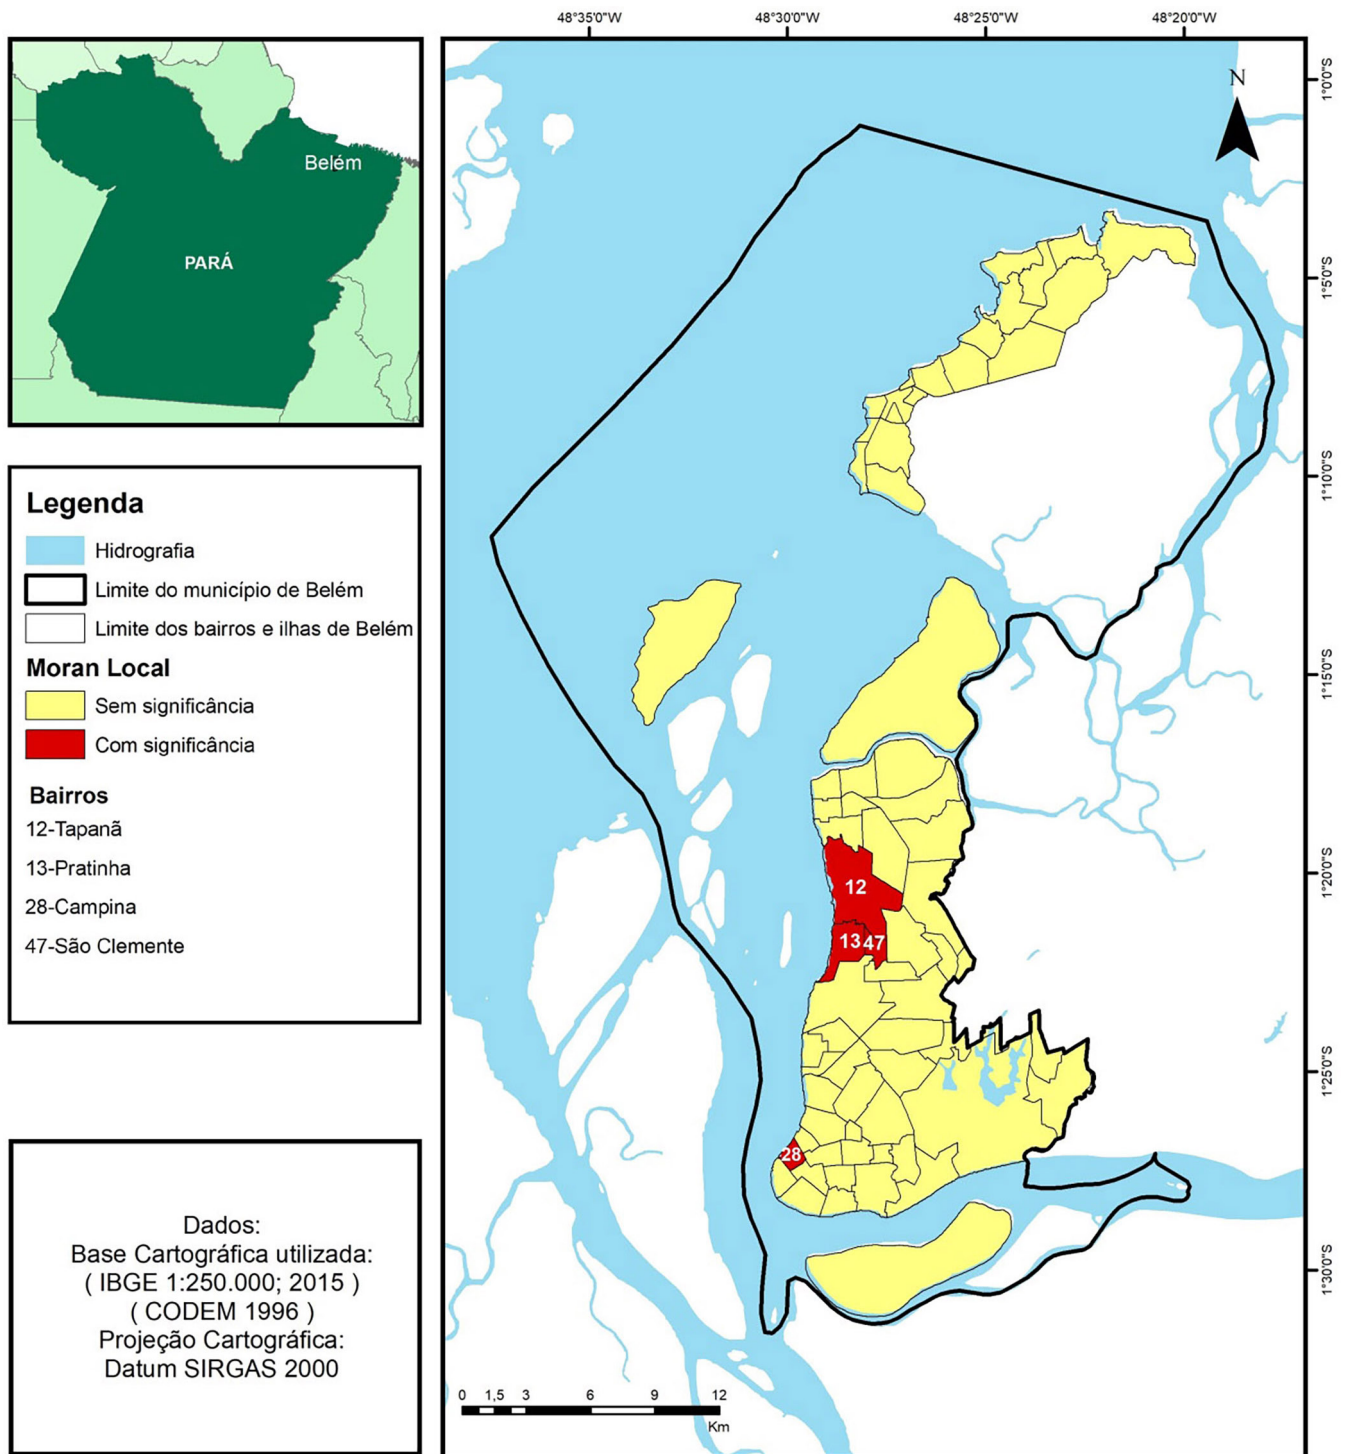 48°35'0"W
48°30'0"W
48°25'0"W
48°20'0"W
Belém
PARÁ
N
1°0'0"S
1°5'0"S
1°10'0"S
1°15'0"S
1°20'0"S
1°25'0"S
1°30'0"S
Legenda
Hidrografia
Limite do município de Belém
Limite dos bairros e ilhas de Belém
Moran Local
Sem significância
Com significância
Bairros
12-Tapanã
13-Pratinha
28-Campina
47-São Clemente
12
13
47
28
Dados:
Base Cartográfica utilizada:
( IBGE 1:250.000; 2015 )
( CODEM 1996 )
Projeção Cartográfica:
Datum SIRGAS 2000
0 1,5 3 6 9 12
Km